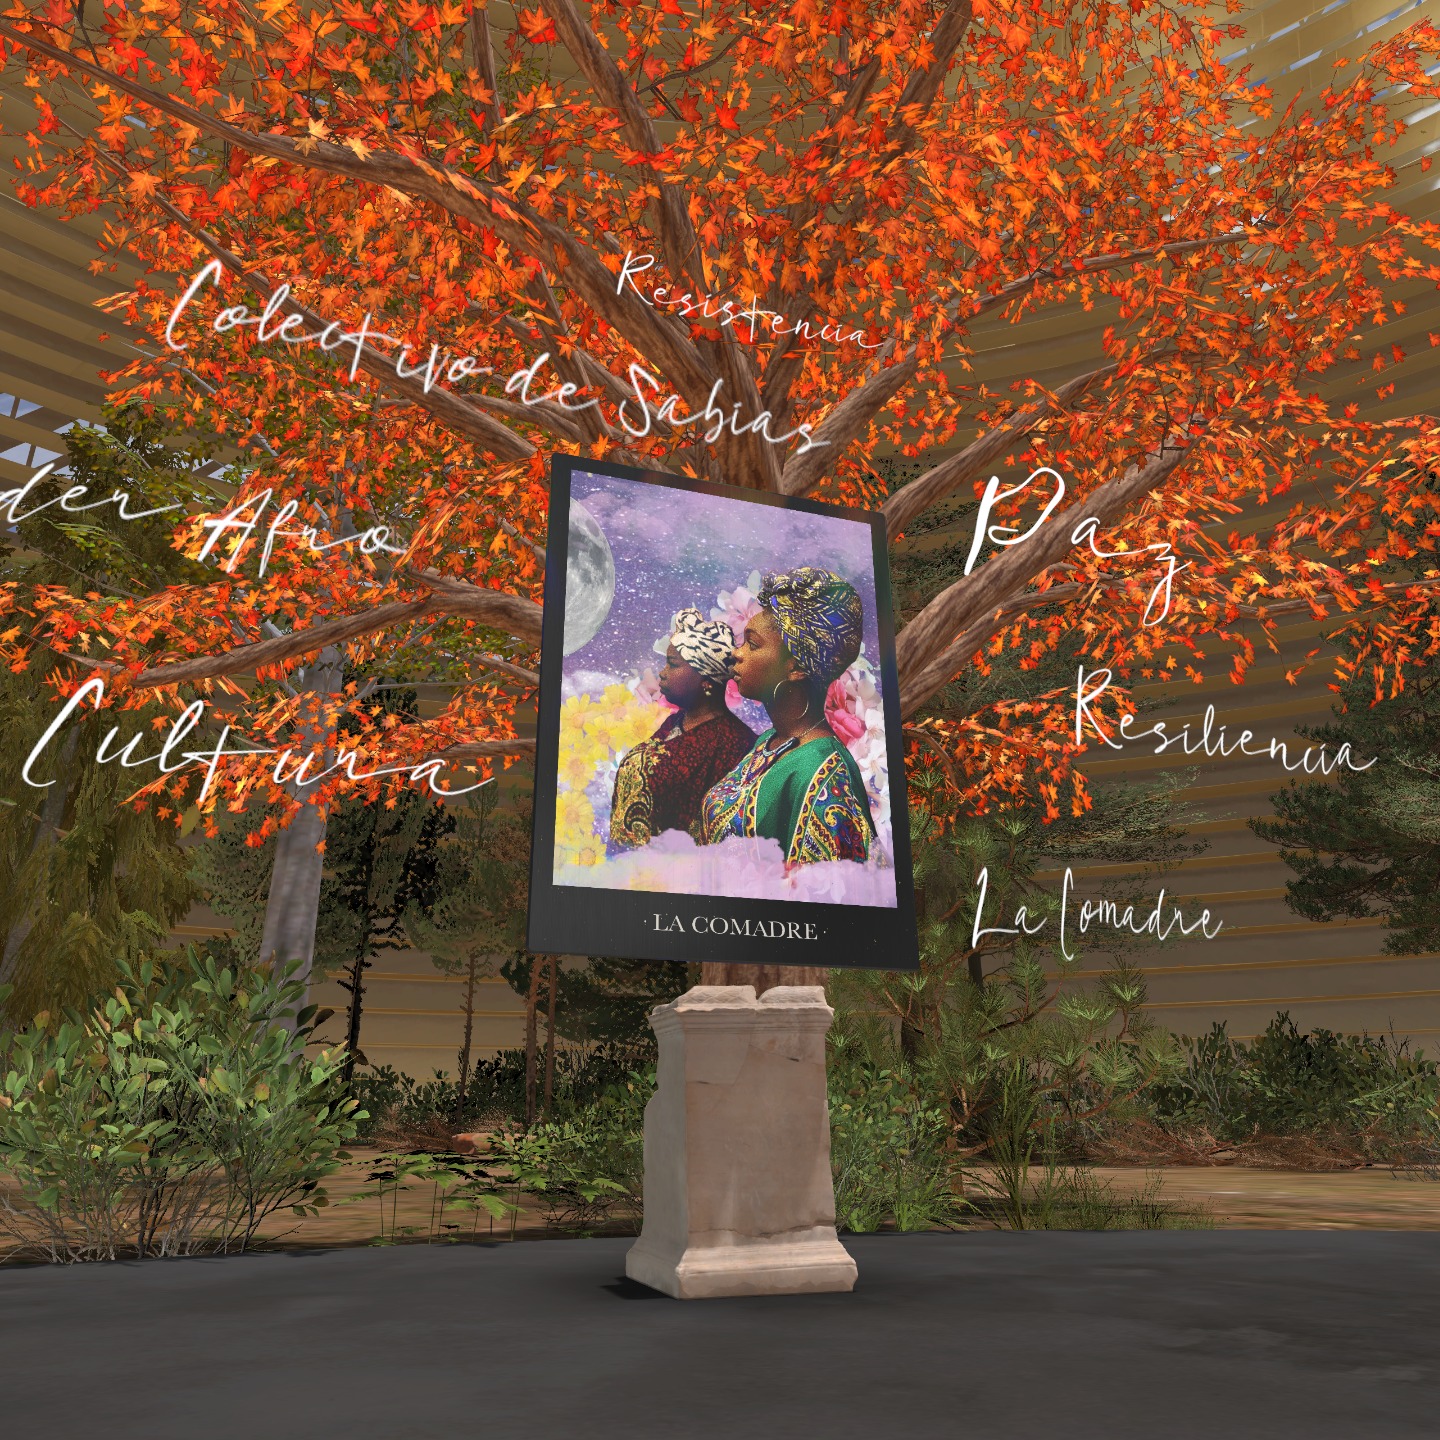 Resistencia
Colectivo de Sabias
der Afro
Paz
Cultura
Resiliencia
La Comadre
· LA COMADRE ·